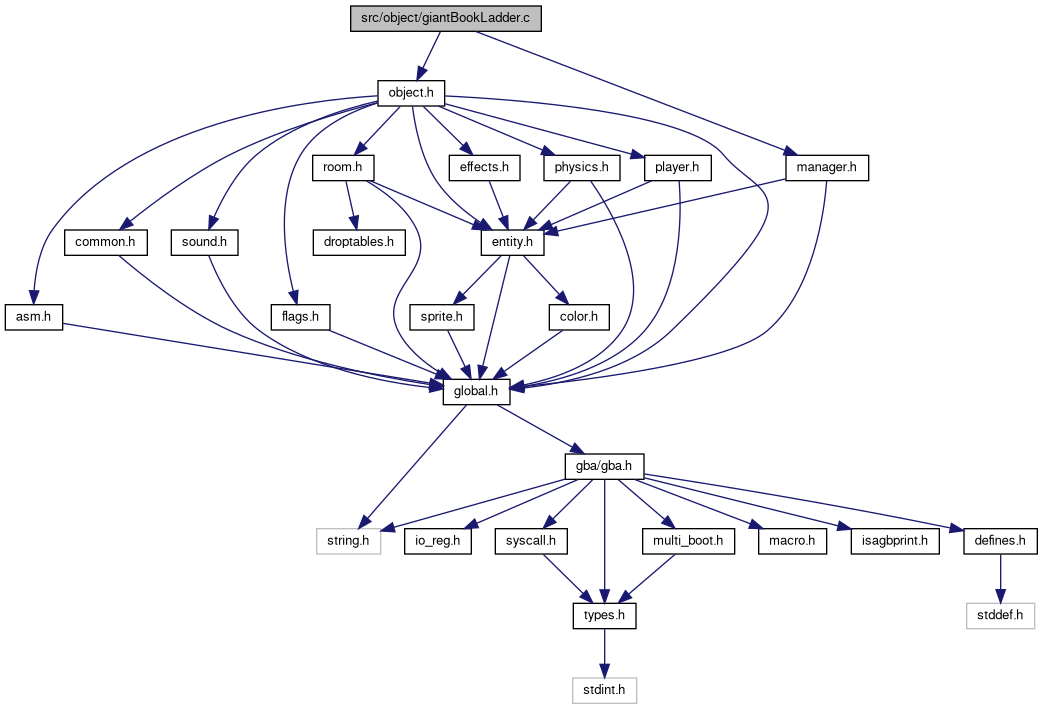 src/object/giantBookLadder.c
object.h
room.h
effects.h
physics.h
player.h
manager.h
common.h
sound.h
droptables.h
entity.h
asm.h
flags.h
sprite.h
color.h
global.h
gba/gba.h
string.h
io_reg.h
syscall.h
multi_boot.h
macro.h
isagbprint.h
defines.h
types.h
stddef.h
stdint.h